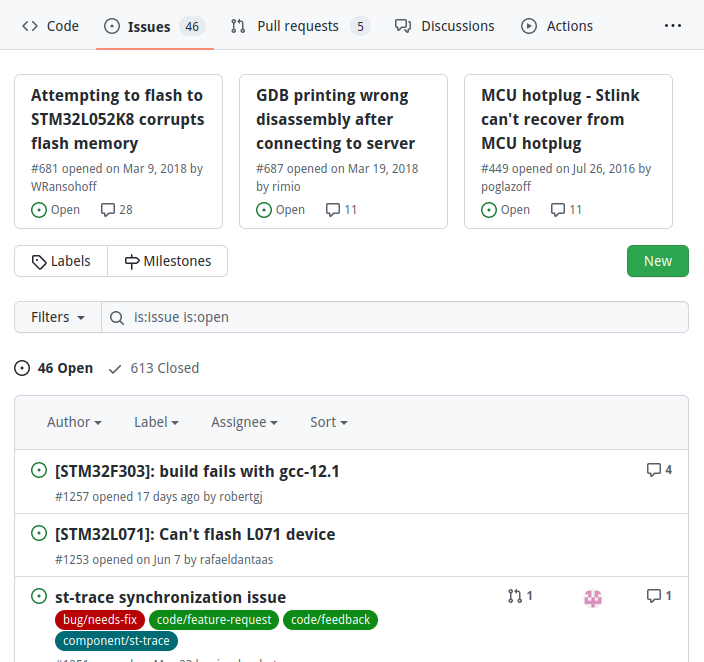 Code Issues 46 Pull requests 5 Discussions Actions ...
Attempting to flash to
STM32L052K8 corrupts
flash memory
#681 opened on Mar 9, 2018 by
WRansohoff
Open 28
GDB printing wrong
disassembly after
connecting to server
#687 opened on Mar 19, 2018
by rimio
Open 11
MCU hotplug - Stlink
can't recover from
MCU hotplug
#449 opened on Jul 26, 2016 by
poglazoff
Open 11
Labels Milestones New
Filters is:issue is:open
46 Open 613 Closed
Author Label Assignee Sort
[STM32F303]: build fails with gcc-12.1 4
#1257 opened 17 days ago by robertgj
[STM32L071]: Can't flash L071 device
#1253 opened on Jun 7 by rafaeldantaas
st-trace synchronization issue 1 1
bug/needs-fix code/feature-request code/feedback
component/st-trace